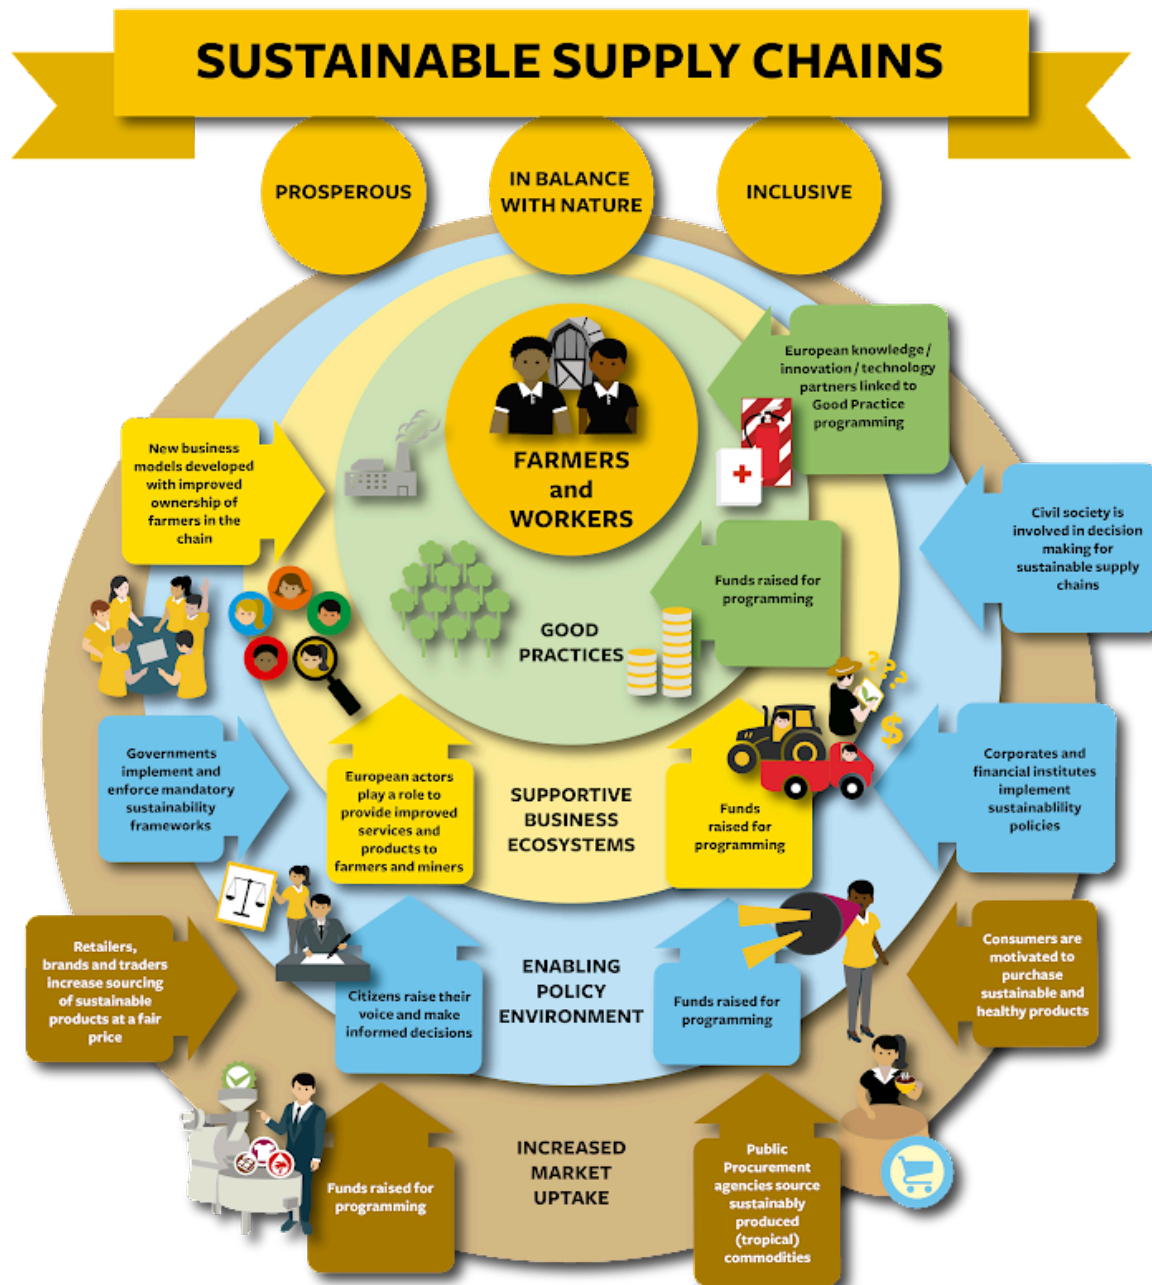 SUSTAINABLE SUPPLY CHAINS
PROSPEROUS
IN BALANCE
WITH NATURE
INCLUSIVE
European knowledge /
innovation / technology
partners linked to
Good Practice
programming
FARMERS
and
WORKERS
New business
models developed
with improved
ownership of
farmers in the
chain
Civil society is
involved in decision
making for
sustainable supply
chains
Funds raised for
programming
GOOD
PRACTICES
Governments
implement and
enforce mandatory
sustainability
frameworks
European actors
play a role to
provide improved
services and
products to
farmers and miners
SUPPORTIVE
BUSINESS
ECOSYSTEMS
Funds
raised for
programming
???
?
$
Corporates and
financial institutes
implement
sustainablility
policies
Retailers,
brands and traders
increase sourcing
of sustainable
products at a fair
price
Citizens raise their
voice and make
informed decisions
ENABLING
POLICY
ENVIRONMENT
Funds raised for
programming
Consumers are
motivated to
purchase
sustainable and
healthy products
Funds raised for
programming
INCREASED
MARKET
UPTAKE
Public
Procurement
agencies source
sustainably
produced
(tropical)
commodities